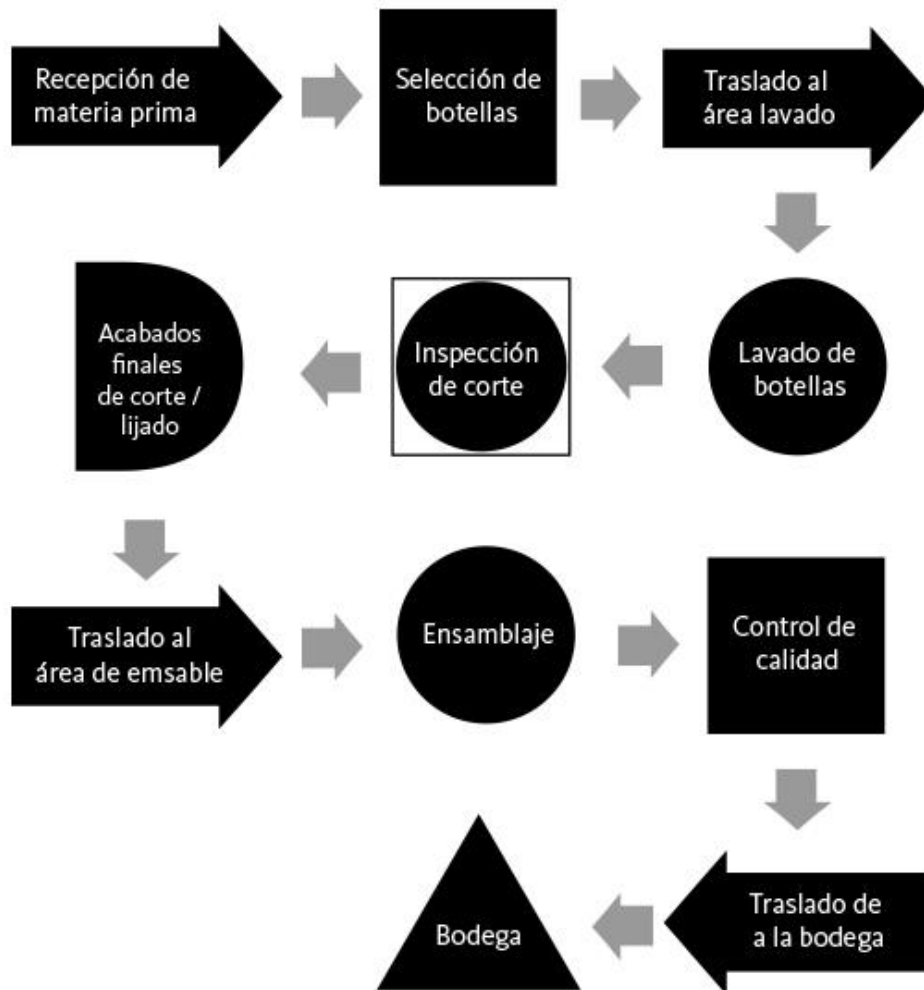 Recepción de
materia prima
Selección de
botellas
Traslado al
área lavado
Lavado de
botellas
Inspección
de corte
Acabados
finales
de corte /
lijado
Traslado al
área de emsable
Ensamblaje
Control de
calidad
Traslado de
a la bodega
Bodega